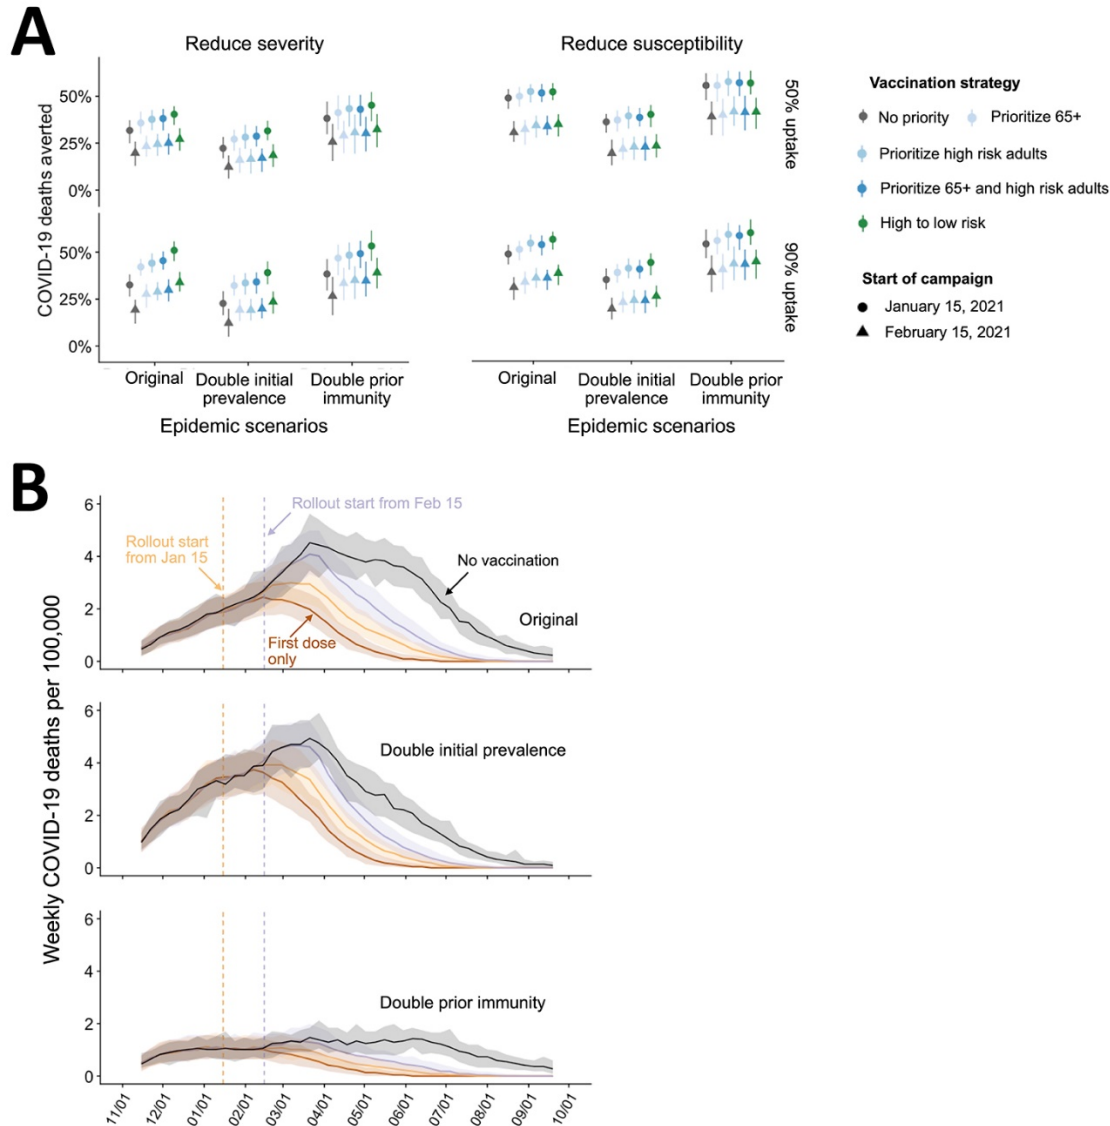 A
Reduce severity
Reduce susceptibility
COVID-19 deaths averted
50%
25%
0%
50%
25%
0%
50% uptake
90% uptake
Original
Double initial
prevalence
Double prior
immunity
Epidemic scenarios
Original
Double initial
prevalence
Double prior
immunity
Epidemic scenarios
Vaccination strategy
No priority
Prioritize 65+
Prioritize high risk adults
Prioritize 65+ and high risk adults
High to low risk
Start of campaign
January 15, 2021
February 15, 2021
B
Weekly COVID-19 deaths per 100,000
6
4
2
0
Rollout start from Feb 15
Rollout start
from Jan 15
No vaccination
First dose
only
Original
6
4
2
0
Double initial prevalence
6
4
2
0
Double prior immunity
11/01
12/01
01/01
02/01
03/01
04/01
05/01
06/01
07/01
08/01
09/01
10/01